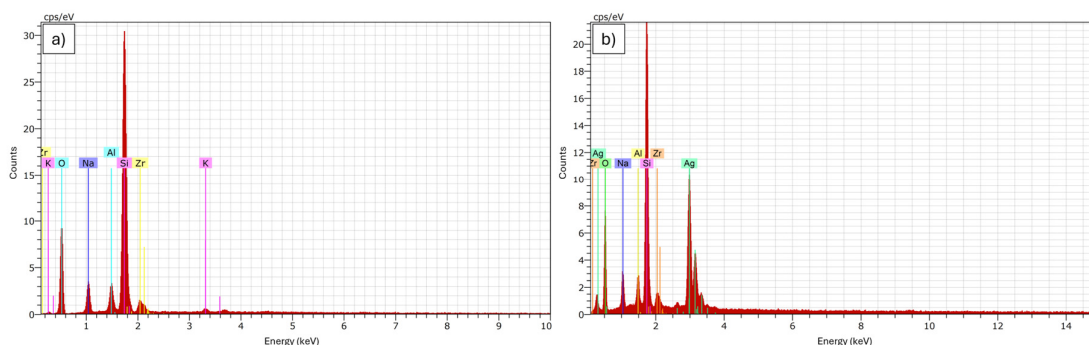 cps/eV
a)
30
25
20
15
10
5
0
Counts
Zr
K O Na Al Si Zr K
1 2 3 4 5 6 7 8 9 10
Energy (keV)
cps/eV
b)
20
18
16
14
12
10
8
6
4
2
0
Counts
Ag
Zr O Na Al Si Zr Ag
2 4 6 8 10 12 14
Energy (keV)